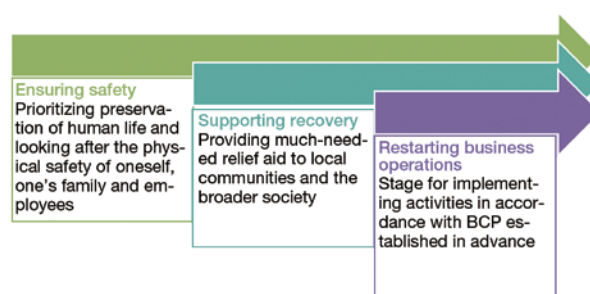 Ensuring safety
Prioritizing preserva-
tion of human life and
looking after the phys-
ical safety of oneself,
one's family and em-
ployees
Supporting recovery
Providing much-need-
ed relief aid to local
communities and the
broader society
Restarting business
operations
Stage for implement-
ing activities in accor-
dance with BCP es-
tablished in advance